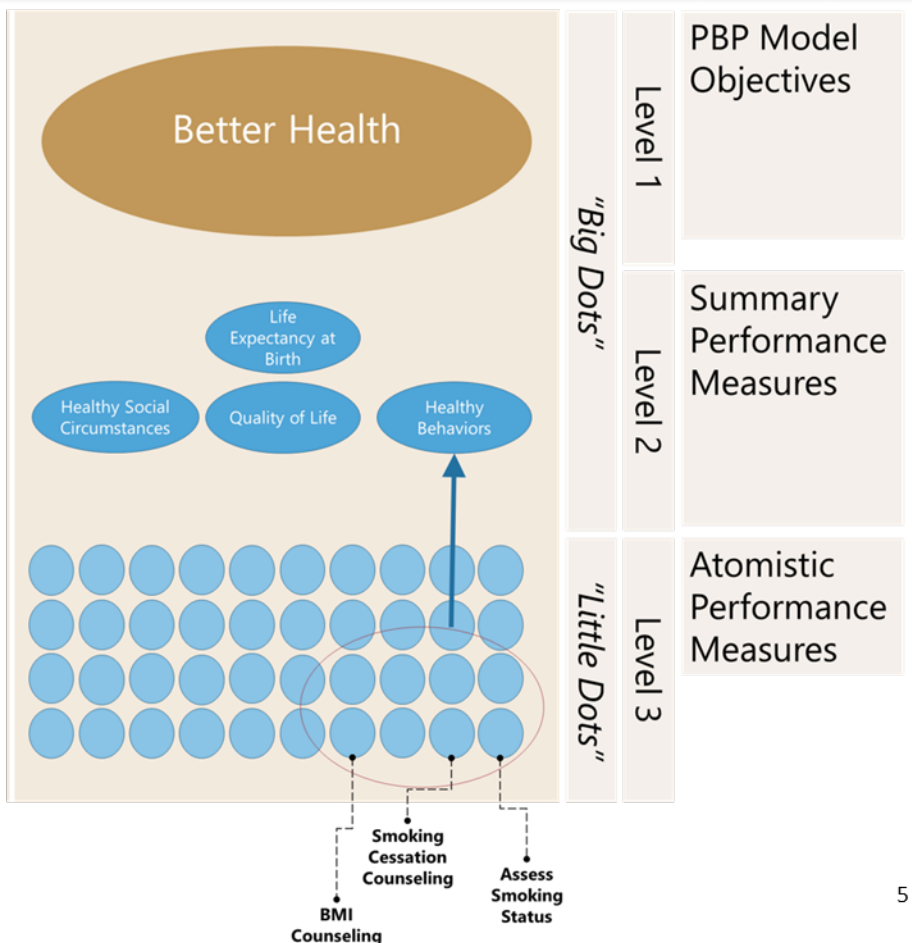 Better Health
Life
Expectancy at
Birth
Healthy Social
Circumstances
Quality of Life
Healthy
Behaviors
"Big Dots"
"Little Dots"
Level 1
Level 2
Level 3
PBP Model
Objectives
Summary
Performance
Measures
Atomistic
Performance
Measures
Smoking
Cessation
Counseling
Assess
Smoking
Status
BMI
Counseling
5